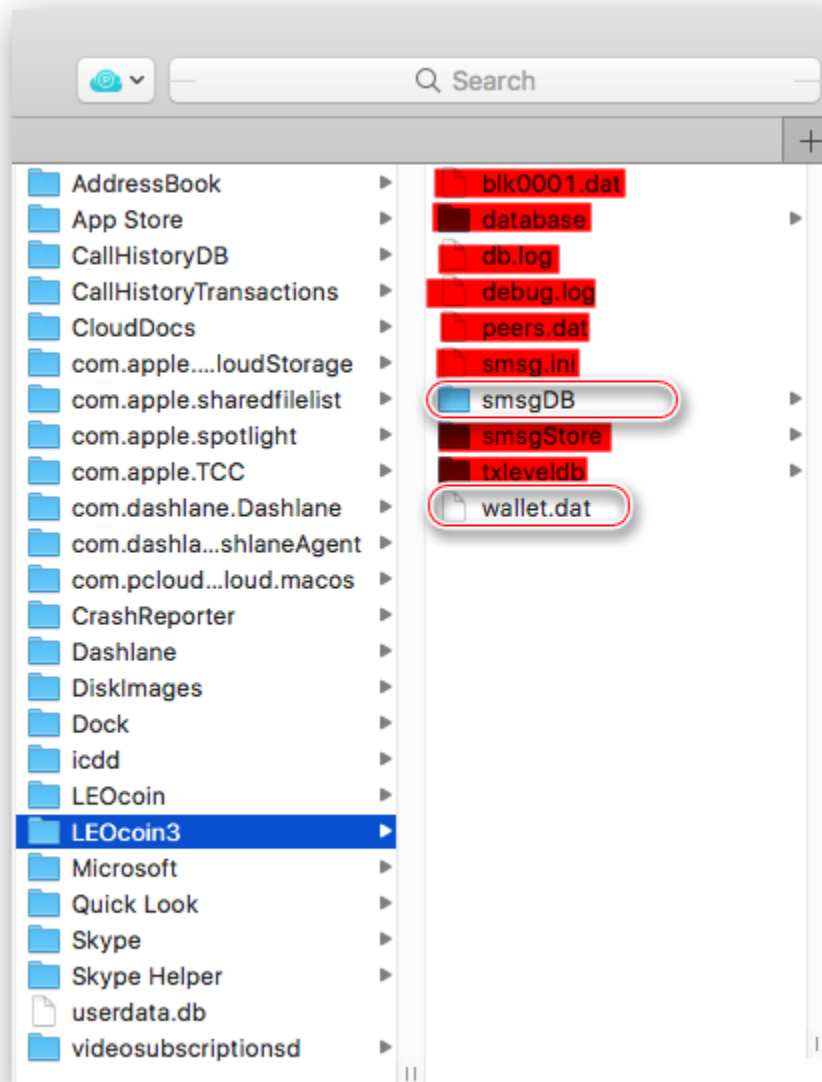 Search
+
AddressBook
App Store
CallHistoryDB
CallHistoryTransactions
CloudDocs
com.apple....loudStorage
com.apple.sharedfilelist
com.apple.spotlight
com.apple.TCC
com.dashlane.Dashlane
com.dashla...shlaneAgent
com.pcloud...loud.macos
CrashReporter
Dashlane
DiskImages
Dock
icdd
LEOcoin
LEOcoin3
Microsoft
Quick Look
Skype
Skype Helper
userdata.db
videosubscriptionsd
blk0001.dat
database
db.log
debug.log
peers.dat
smsg.ini
smsgDB
smsgStore
txleveldb
wallet.dat